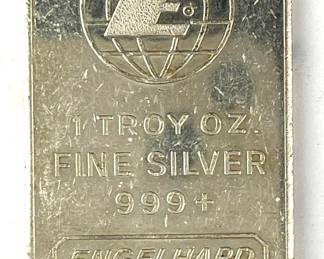 E
1 TROY OZ.
FINE SILVER
999+
ENGELHARD